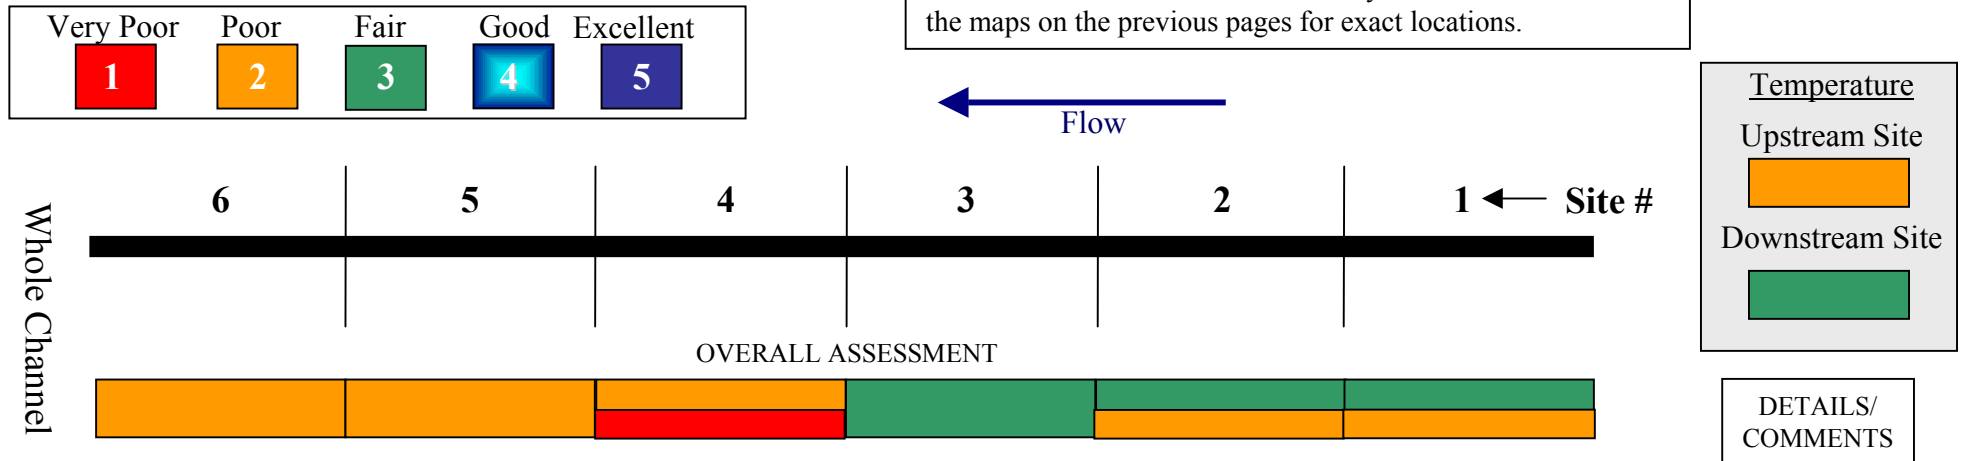 Very Poor Poor Fair Good Excellent
1 2 3 4 5
the maps on the previous pages for exact locations.
Flow
Temperature
Upstream Site
Downstream Site
6 5 4 3 2 1 Site #
Whole Channel
OVERALL ASSESSMENT
DETAILS/
COMMENTS